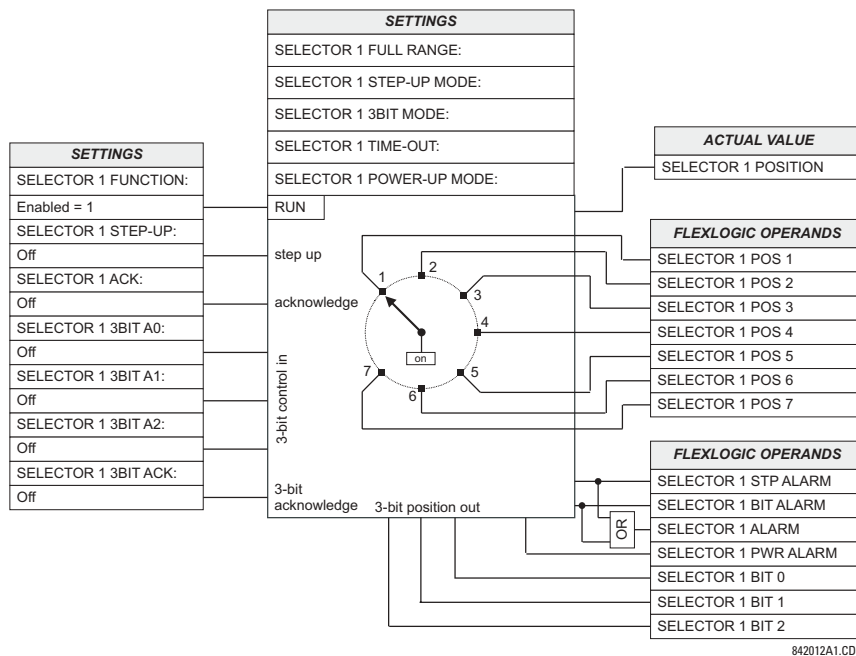 SETTINGS
SELECTOR 1 FULL RANGE:
SELECTOR 1 STEP-UP MODE:
SELECTOR 1 3BIT MODE:
SELECTOR 1 TIME-OUT:
SELECTOR 1 POWER-UP MODE:
SETTINGS
SELECTOR 1 FUNCTION:
Enabled = 1
SELECTOR 1 STEP-UP:
Off
SELECTOR 1 ACK:
Off
SELECTOR 1 3BIT A0:
Off
SELECTOR 1 3BIT A1:
Off
SELECTOR 1 3BIT A2:
Off
SELECTOR 1 3BIT ACK:
Off
RUN
step up
acknowledge
3-bit control in
3-bit
acknowledge
3-bit position out
1
2
3
4
5
6
7
on
ACTUAL VALUE
SELECTOR 1 POSITION
FLEXLOGIC OPERANDS
SELECTOR 1 POS 1
SELECTOR 1 POS 2
SELECTOR 1 POS 3
SELECTOR 1 POS 4
SELECTOR 1 POS 5
SELECTOR 1 POS 6
SELECTOR 1 POS 7
FLEXLOGIC OPERANDS
SELECTOR 1 STP ALARM
SELECTOR 1 BIT ALARM
SELECTOR 1 ALARM
SELECTOR 1 PWR ALARM
SELECTOR 1 BIT 0
SELECTOR 1 BIT 1
SELECTOR 1 BIT 2
OR
842012A1.CD